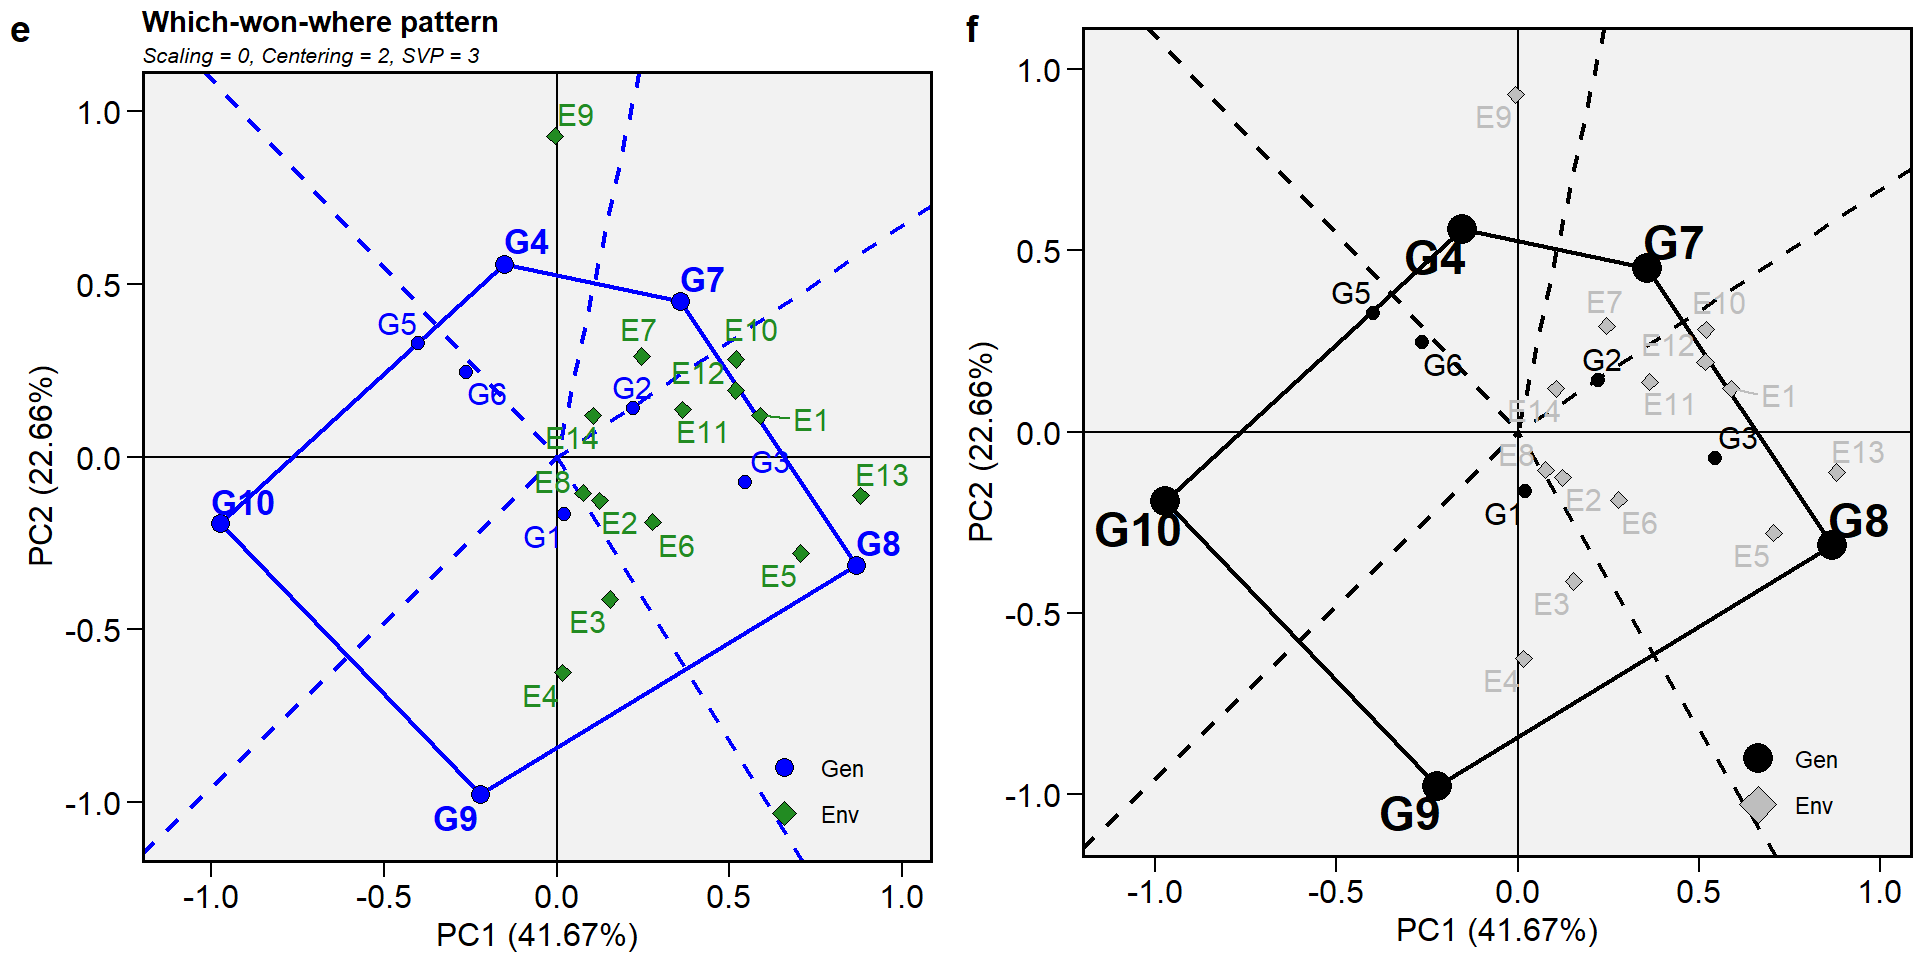 e
Which-won-where pattern
Scaling = 0, Centering = 2, SVP = 3
PC2 (22.66%)
1.0
0.5
0.0
-0.5
-1.0
E9
G4
G7
G5
E7
E10
G6
G2
E12
E14
E11
E1
G3
E8
E13
G10
E2
G1
E6
G8
E5
E3
E4
G9
Gen
Env
-1.0
-0.5
0.0
0.5
1.0
PC1 (41.67%)
f
PC2 (22.66%)
1.0
0.5
0.0
-0.5
-1.0
E9
G4
G7
G5
E7
E10
G6
G2
E12
E14
E11
E1
G3
E8
E13
G10
G1
E2
E6
G8
E5
E3
E4
G9
Gen
Env
-1.0
-0.5
0.0
0.5
1.0
PC1 (41.67%)